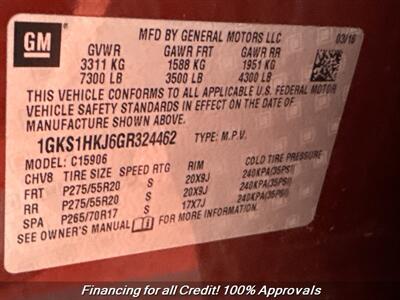 GM
MFD BY GENERAL MOTORS LLC
03/16
GVWR GAWR FRT GAWR RR
3311 KG 1588 KG 1951 KG
7300 LB 3500 LB 4300 LB
THIS VEHICLE CONFORMS TO ALL APPLICABLE U.S. FEDERAL MOTOR
VEHICLE SAFETY STANDARDS IN EFFECT ON THE DATE OF
MANUFACTURE SHOWN ABOVE.
1GKS1HKJ6GR324462 TYPE: M.P.V.
MODEL: C15906
CHV8 TIRE SIZE SPEED RTG RIM COLD TIRE PRESSURE
FRT P275/55R20 S 20X9J 240KPA(35PSI)
RR P275/55R20 S 20X9J 240KPA(35PSI)
SPA P265/70R17 S 17X7J 240KPA(35PSI)
SEE OWNER'S MANUAL FOR MORE INFORMATION.
Financing for all Credit! 100% Approvals